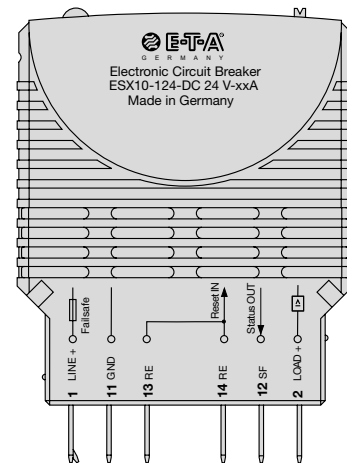 E-T-A
GERMANY
Electronic Circuit Breaker
ESX10-124-DC 24 V-xxA
Made in Germany
Failsafe
Reset IN
Status OUT
1 LINE +
11 GND
13 RE
14 RE
12 SF
2 LOAD +